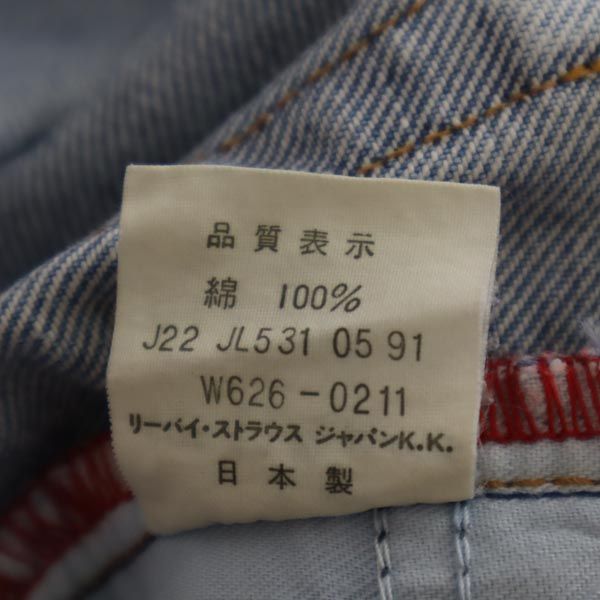 品質表示
綿 100%
J22 JL531 05 91
W626-0211
リーバイ・ストラウス ジャパンK.K.
日本製